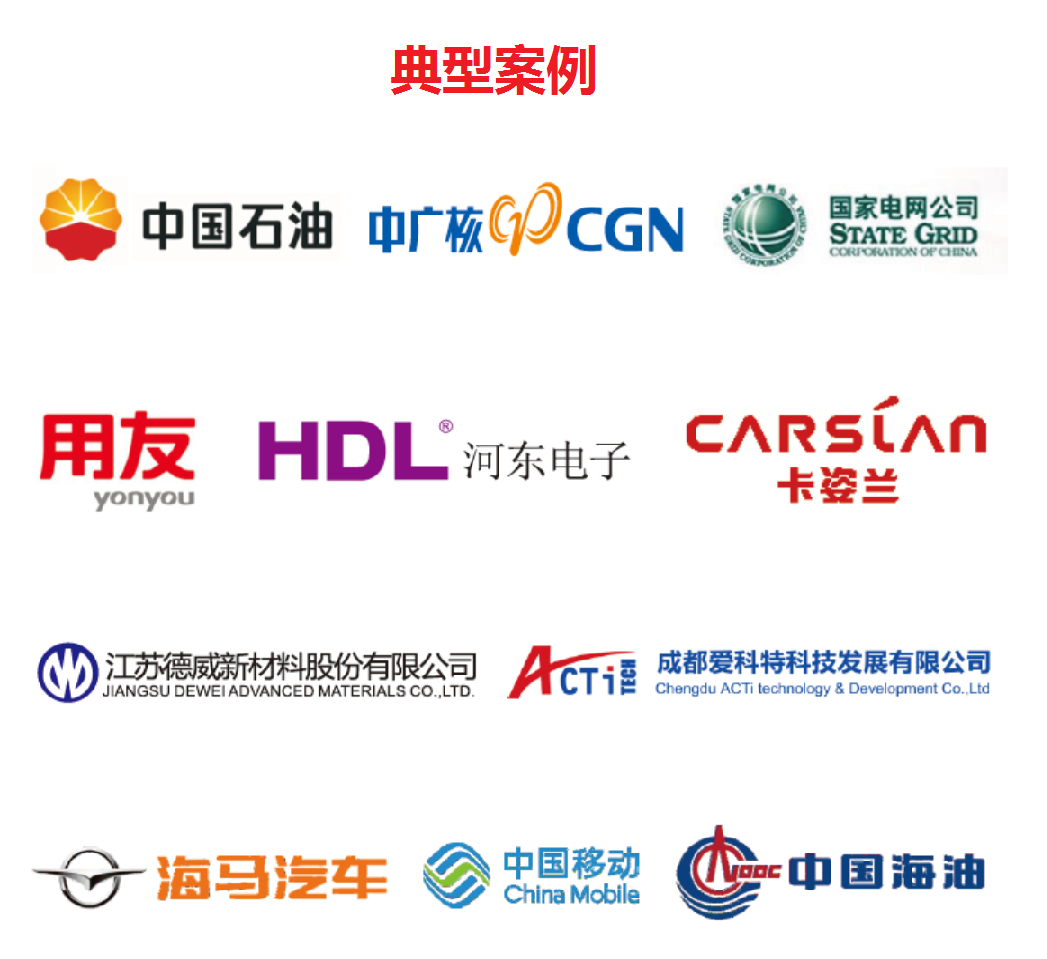 典型案例
中国石油
中广核 CGN
国家电网公司
STATE GRID
CORPORATION OF CHINA
用友
yonyou
HDL® 河东电子
CARSLAN
卡姿兰
江苏德威新材料股份有限公司
JIANGSU DEWEI ADVANCED MATERIALS CO.,LTD.
ACTi TECH
成都爱科特科技发展有限公司
Chengdu ACTi technology & Development Co.,Ltd
海马汽车
中国移动
China Mobile
CNOOC 中国海油